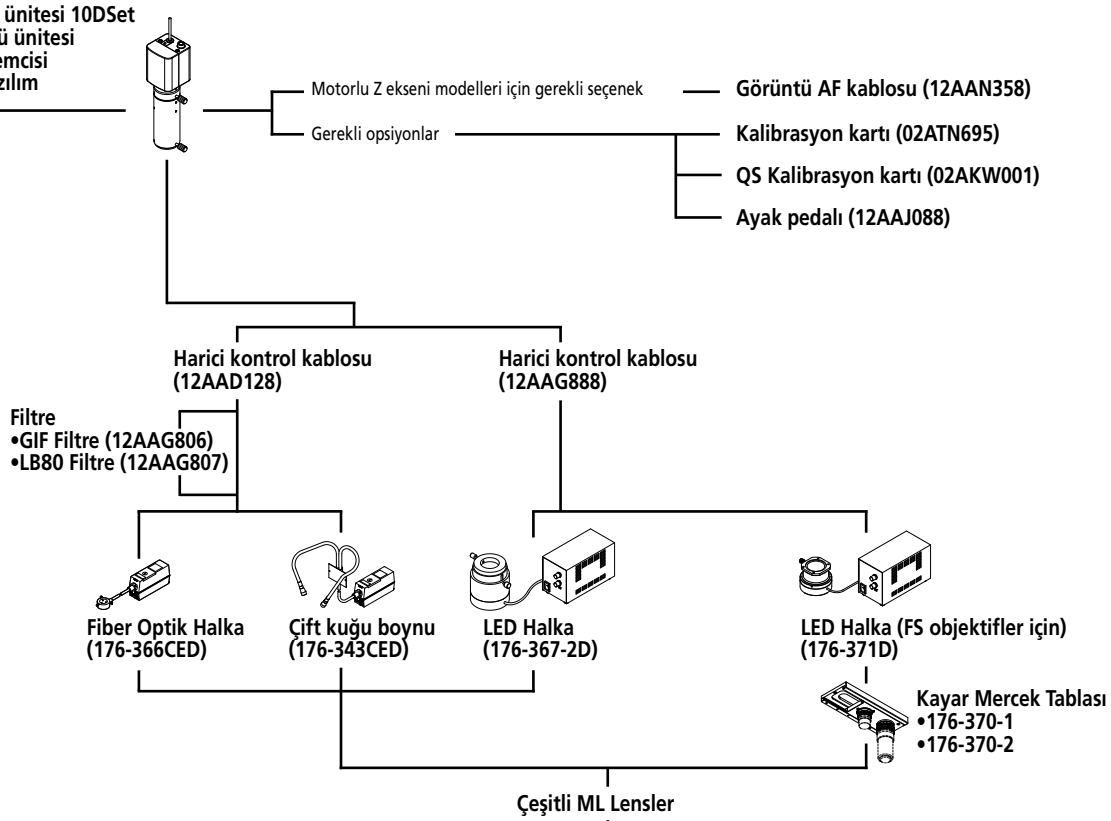 ünitesi 10DSet
ünitesi
Motorlu Z ekseni modelleri için gerekli seçenek
Görüntü AF kablosu (12AAN358)
Gerekli opsiyonlar
Kalibrasyon kartı (02ATN695)
QS Kalibrasyon kartı (02AKW001)
Ayak pedalı (12AAJ088)
Harici kontrol kablosu
(12AAD128)
Harici kontrol kablosu
(12AAG888)
Filtre
•GIF Filtre (12AAG806)
•LB80 Filtre (12AAG807)
Fiber Optik Halka
(176-366CED)
Çift kuğu boynu
(176-343CED)
LED Halka
(176-367-2D)
LED Halka (FS objektifler için)
(176-371D)
Kayar Mercek Tablası
•176-370-1
•176-370-2
Çeşitli ML Lensler